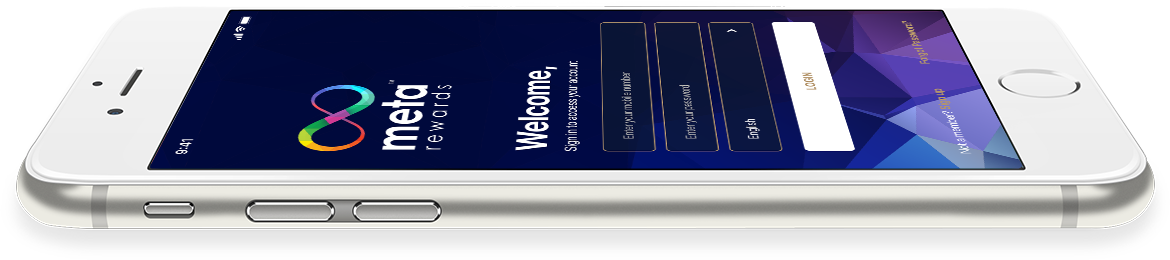 9:41
meta™
rewards
Welcome,
Sign in to access your account
Enter your mobile number
Enter your password
English
LOGIN
Forgot Password?
Not a member? Sign up